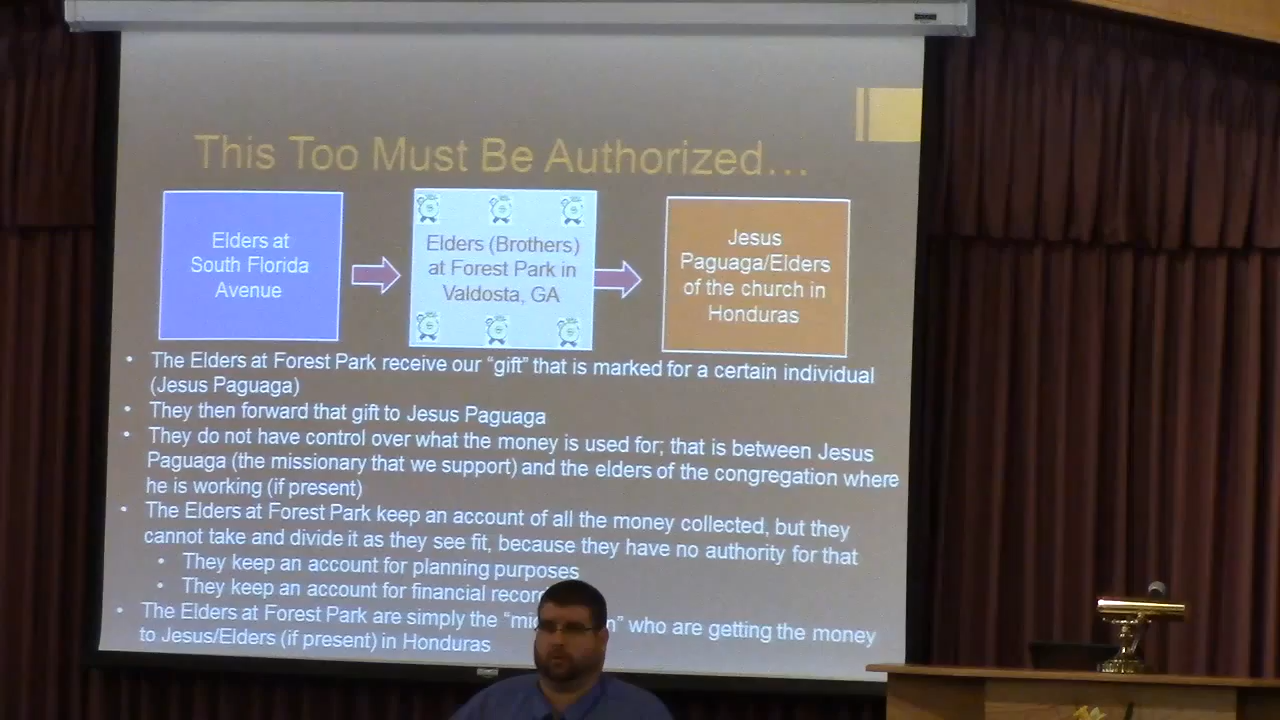 This Too Must Be Authorized...
Elders at
South Florida
Avenue
Elders (Brothers)
at Forest Park in
Valdosta, GA
Jesus
Paguaga/Elders
of the church in
Honduras
• The Elders at Forest Park receive our “gift” that is marked for a certain individual
(Jesus Paguaga)
• They then forward that gift to Jesus Paguaga
• They do not have control over what the money is used for; that is between Jesus
Paguaga (the missionary that we support) and the elders of the congregation where
he is working (if present)
• The Elders at Forest Park keep an account of all the money collected, but they
cannot take and divide it as they see fit, because they have no authority for that
• They keep an account for planning purposes
• They keep an account for financial
• The Elders at Forest Park are simply the who are getting the money
to Jesus/Elders (if present) in Honduras